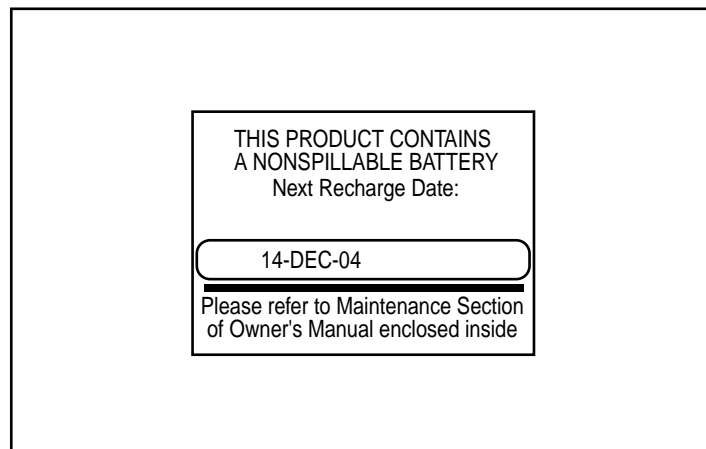 THIS PRODUCT CONTAINS
A NONSPILLABLE BATTERY
Next Recharge Date:
14-DEC-04
Please refer to Maintenance Section
of Owner's Manual enclosed inside